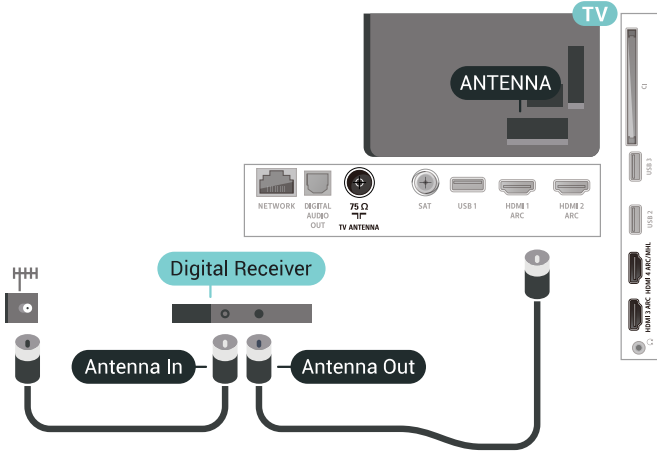 TV
ANTENNA
CI
USB 3
USB 2
HDMI 4 ARC/MHL
HDMI 3 ARC
NETWORK
DIGITAL
AUDIO
OUT
75 Ω
TV ANTENNA
SAT
USB 1
HDMI 1
ARC
HDMI 2
ARC
Digital Receiver
Antenna In
Antenna Out